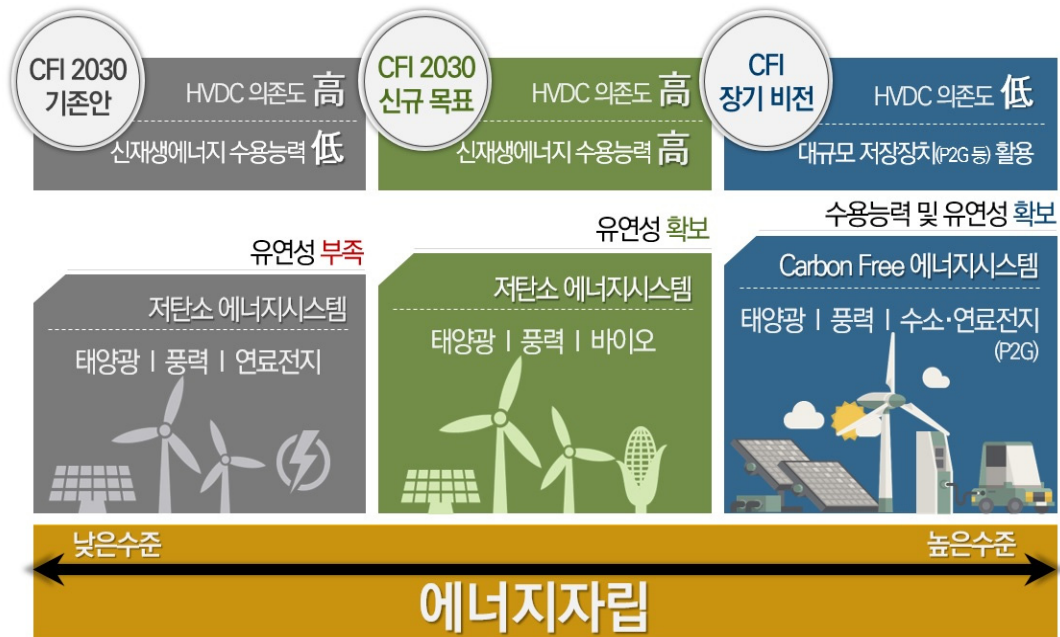 CFI 2030
기존안
HVDC 의존도 高
신재생에너지 수용능력 低
CFI 2030
신규 목표
HVDC 의존도 高
신재생에너지 수용능력 高
CFI
장기 비전
HVDC 의존도 低
대규모 저장장치(P2G 등) 활용
유연성 부족
저탄소 에너지시스템
태양광 | 풍력 | 연료전지
유연성 확보
저탄소 에너지시스템
태양광 | 풍력 | 바이오
수용능력 및 유연성 확보
Carbon Free 에너지시스템
태양광 | 풍력 | 수소·연료전지
(P2G)
낮은수준
높은수준
에너지자립